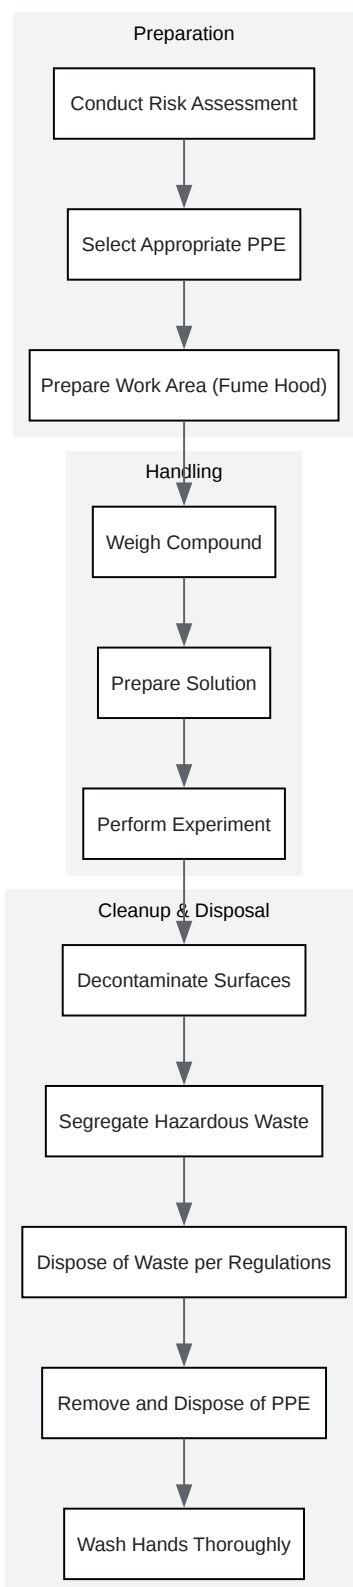 Preparation
Conduct Risk Assessment
Select Appropriate PPE
Prepare Work Area (Fume Hood)
Handling
Weigh Compound
Prepare Solution
Perform Experiment
Cleanup & Disposal
Decontaminate Surfaces
Segregate Hazardous Waste
Dispose of Waste per Regulations
Remove and Dispose of PPE
Wash Hands Thoroughly